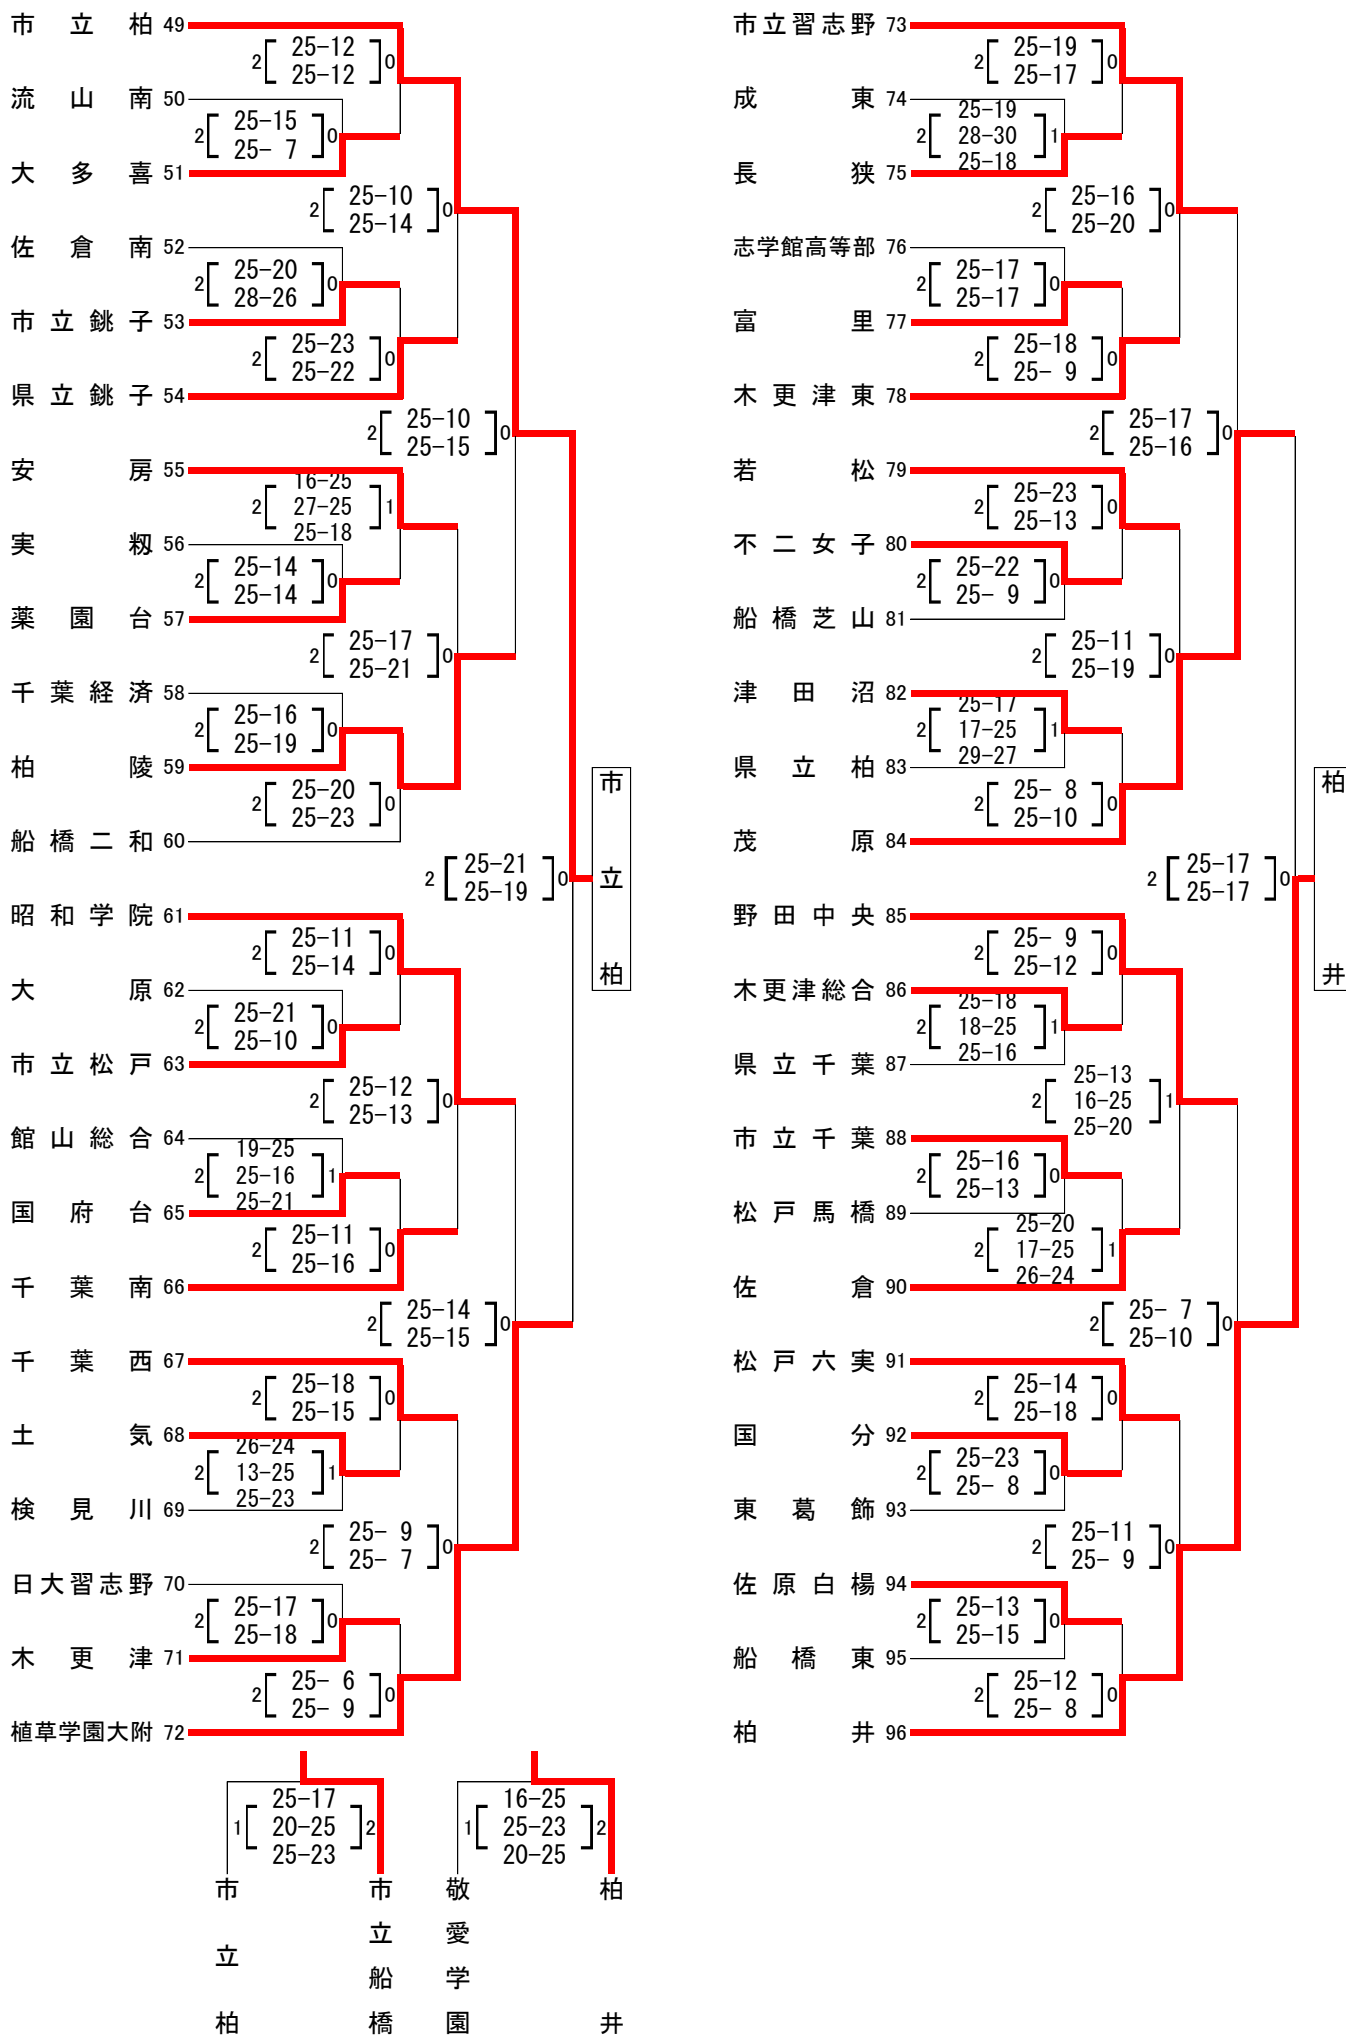 市立柏 49
2 25-12 0
25-12
流山南 50
2 25-15 0
25- 7
大多喜 51
2 25-10 0
25-14
佐倉南 52
2 25-20 0
28-26
市立銚子 53
2 25-23 0
25-22
県立銚子 54
2 25-10 0
25-15
安房 55
16-25
2 27-25 1
25-18
実籾 56
2 25-14 0
25-14
薬園台 57
2 25-17 0
25-21
千葉経済 58
2 25-16 0
25-19
柏陵 59
2 25-20 0
25-23
船橋二和 60
2 25-21 0
25-19
市立柏
昭和学院 61
2 25-11 0
25-14
大原 62
2 25-21 0
25-10
市立松戸 63
2 25-12 0
25-13
館山総合 64
19-25
2 25-16 1
25-21
国府台 65
2 25-11 0
25-16
千葉南 66
2 25-14 0
25-15
千葉西 67
2 25-18 0
25-15
土気 68
26-24
2 13-25 1
25-23
検見川 69
2 25- 9 0
25- 7
日大習志野 70
2 25-17 0
25-18
木更津 71
2 25- 6 0
25- 9
植草学園大附 72
市立習志野 73
2 25-19 0
25-17
成東 74
25-19
2 28-30 1
25-18
長狭 75
2 25-16 0
25-20
志学館高等部 76
2 25-17 0
25-17
富里 77
2 25-18 0
25- 9
木更津東 78
2 25-17 0
25-16
若松 79
2 25-23 0
25-13
不二女子 80
2 25-22 0
25- 9
船橋芝山 81
2 25-11 0
25-19
津田沼 82
25-17
2 17-25 1
29-27
県立柏 83
2 25- 8 0
25-10
茂原 84
2 25-17 0
25-17
柏井
野田中央 85
2 25- 9 0
25-12
木更津総合 86
25-18
2 18-25 1
25-16
県立千葉 87
25-13
2 16-25 1
25-20
市立千葉 88
2 25-16 0
25-13
松戸馬橋 89
25-20
2 17-25 1
26-24
佐倉 90
2 25- 7 0
25-10
松戸六実 91
2 25-14 0
25-18
国分 92
2 25-23 0
25- 8
東葛飾 93
2 25-11 0
25- 9
佐原白楊 94
2 25-13 0
25-15
船橋東 95
2 25-12 0
25- 8
柏井 96
25-17
1 20-25 2
25-23
市立柏
市立船橋
16-25
1 25-23 2
20-25
敬愛学園
柏井